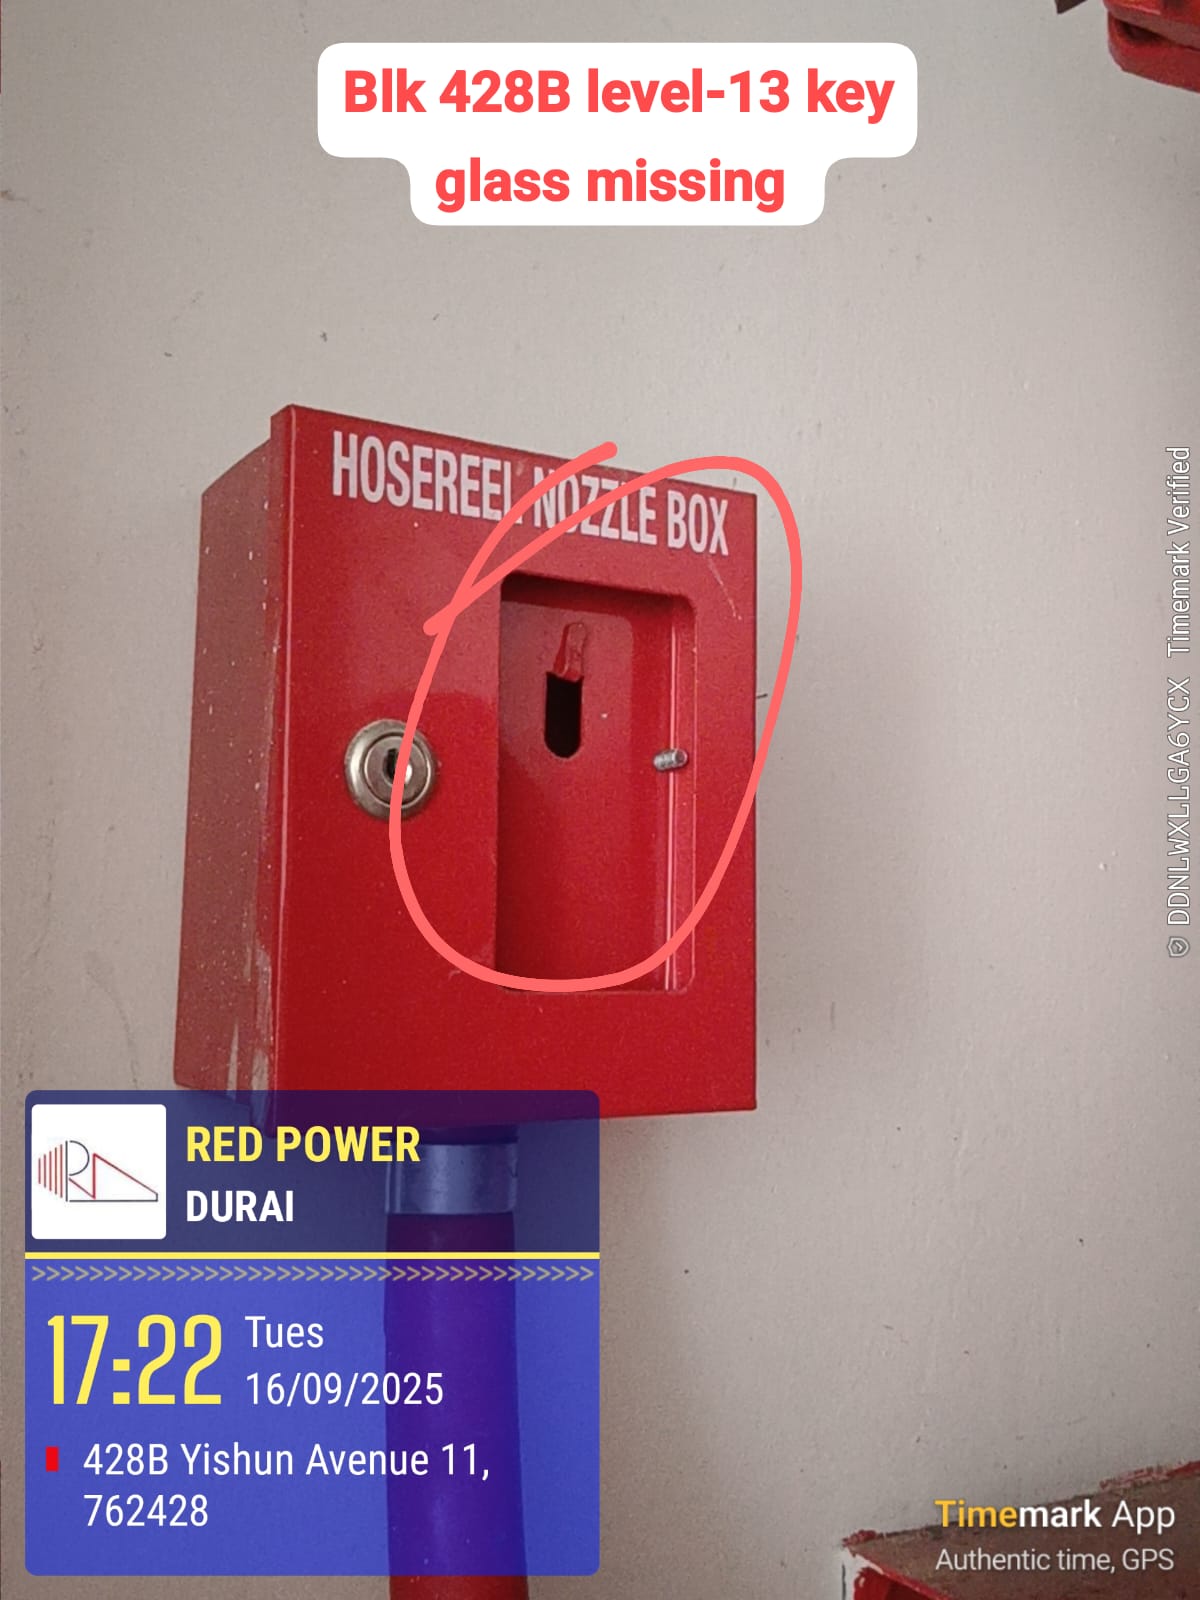 Blk 428B level-13 key
glass missing
HOSEREEL NOZZLE BOX
RED POWER
DURAI
>>>>>>>>>>>>>>>>>>>>>>>>>>>>>>>>>>>>>>>
17:22
Tues
16/09/2025
428B Yishun Avenue 11,
762428
Timemark App
Authentic time, GPS
DDNLWXLLGA6YCX Timemark Verified